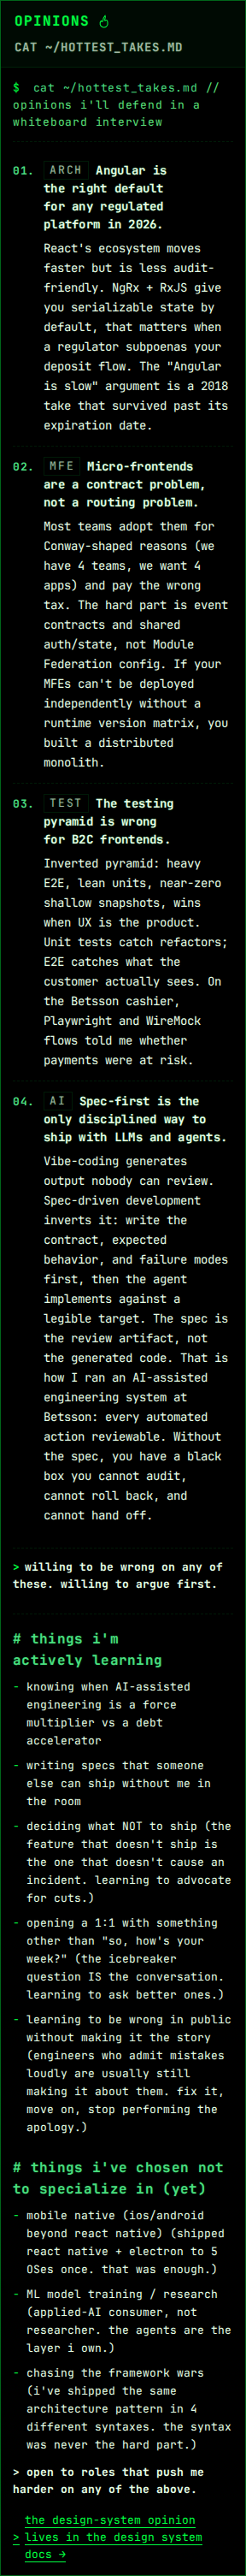 OPINIONS
CAT ~/HOTTEST_TAKES.MD
$ cat ~/hottest_takes.md //
opinions i'll defend in a
whiteboard interview
01. ARCH Angular is
the right default
for any regulated
platform in 2026.
React's ecosystem moves
faster but is less audit-
friendly. NgRx + RxJS give
you serializable state by
default, that matters when
a regulator subpoenas your
deposit flow. The "Angular
is slow" argument is a 2018
take that survived past its
expiration date.
02. MFE Micro-frontends
are a contract problem,
not a routing problem.
Most teams adopt them for
Conway-shaped reasons (we
have 4 teams, we want 4
apps) and pay the wrong
tax. The hard part is event
contracts and shared
auth/state, not Module
Federation config. If your
MFEs can't be deployed
independently without a
runtime version matrix, you
built a distributed
monolith.
03. TEST The testing
pyramid is wrong
for B2C frontends.
Inverted pyramid: heavy
E2E, lean units, near-zero
shallow snapshots, wins
when UX is the product.
Unit tests catch refactors;
E2E catches what the
customer actually sees. On
the Betsson cashier,
Playwright and WireMock
flows told me whether
payments were at risk.
04. AI Spec-first is the
only disciplined way to
ship with LLMs and agents.
Vibe-coding generates
output nobody can review.
Spec-driven development
inverts it: write the
contract, expected
behavior, and failure modes
first, then the agent
implements against a
legible target. The spec is
the review artifact, not
the generated code. That is
how I ran an AI-assisted
engineering system at
Betsson: every automated
action reviewable. Without
the spec, you have a black
box you cannot audit,
cannot roll back, and
cannot hand off.
> willing to be wrong on any of
these. willing to argue first.
# things i'm
actively learning
- knowing when AI-assisted
engineering is a force
multiplier vs a debt
accelerator
- writing specs that someone
else can ship without me in
the room
- deciding what NOT to ship (the
feature that doesn't ship is
the one that doesn't cause an
incident. learning to advocate
for cuts.)
- opening a 1:1 with something
other than "so, how's your
week?" (the icebreaker
question IS the conversation.
learning to ask better ones.)
- learning to be wrong in public
without making it the story
(engineers who admit mistakes
loudly are usually still
making it about them. fix it,
move on, stop performing the
apology.)
# things i've chosen not
to specialize in (yet)
- mobile native (ios/android
beyond react native) (shipped
react native + electron to 5
OSes once. that was enough.)
- ML model training / research
(applied-AI consumer, not
researcher. the agents are the
layer i own.)
- chasing the framework wars
(i've shipped the same
architecture pattern in 4
different syntaxes. the syntax
was never the hard part.)
> open to roles that push me
harder on any of the above.
the design-system opinion
> lives in the design system
docs →